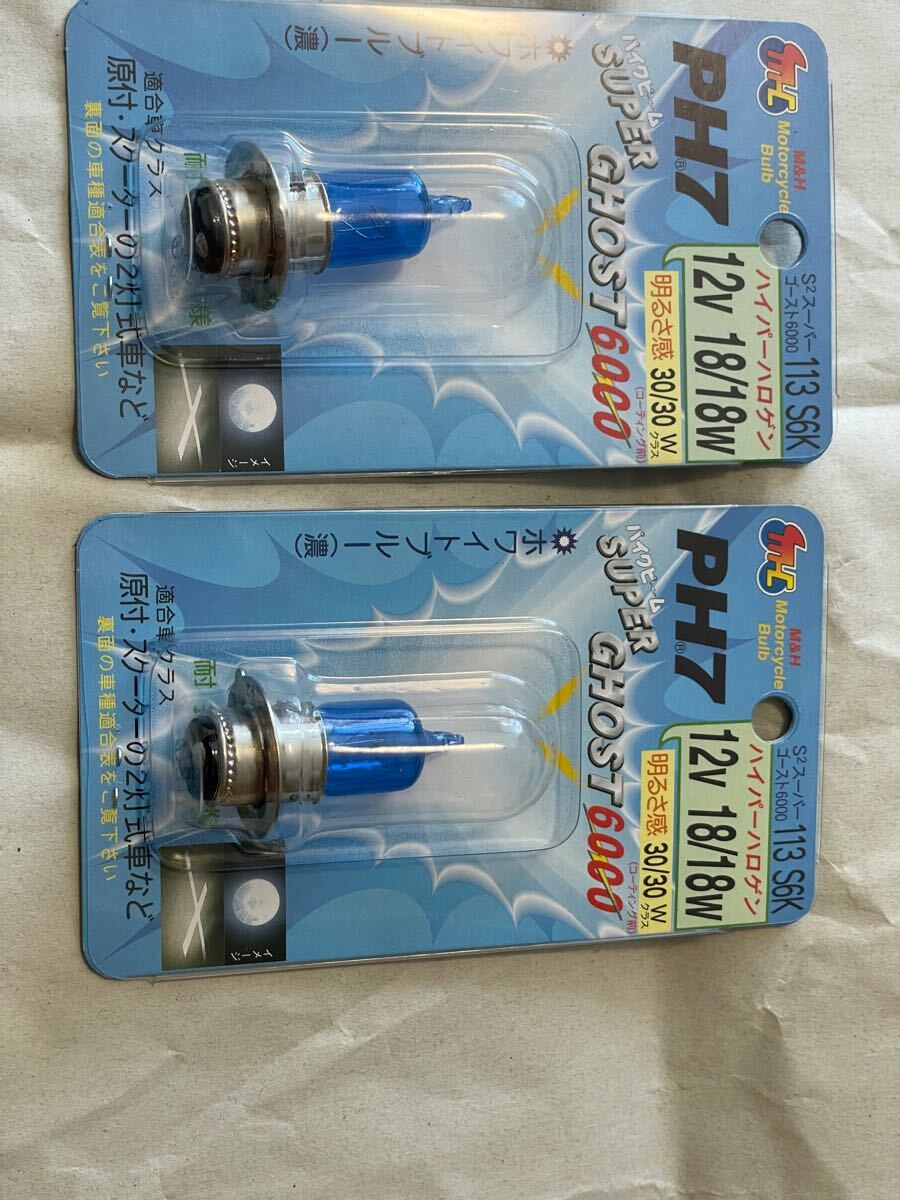 M&H
Motorcycle
Bulb
PH7®
S²スーパー
ゴースト6000
113 S6K
ハイパーハロゲン
12v 18/18w
明るさ感 30/30 W
クラス
(コーティング前)
バイクビーム
SUPER
GHOST 6000
ホワイトブルー(濃)
適合車クラス
原付・スクーターの2灯式車など
裏面の車種適合表をご覧下さい
イメージ
M&H
Motorcycle
Bulb
PH7®
S²スーパー
ゴースト6000
113 S6K
ハイパーハロゲン
12v 18/18w
明るさ感 30/30 W
クラス
(コーティング前)
バイクビーム
SUPER
GHOST 6000
ホワイトブルー(濃)
適合車クラス
原付・スクーターの2灯式車など
裏面の車種適合表をご覧下さい
イメージ